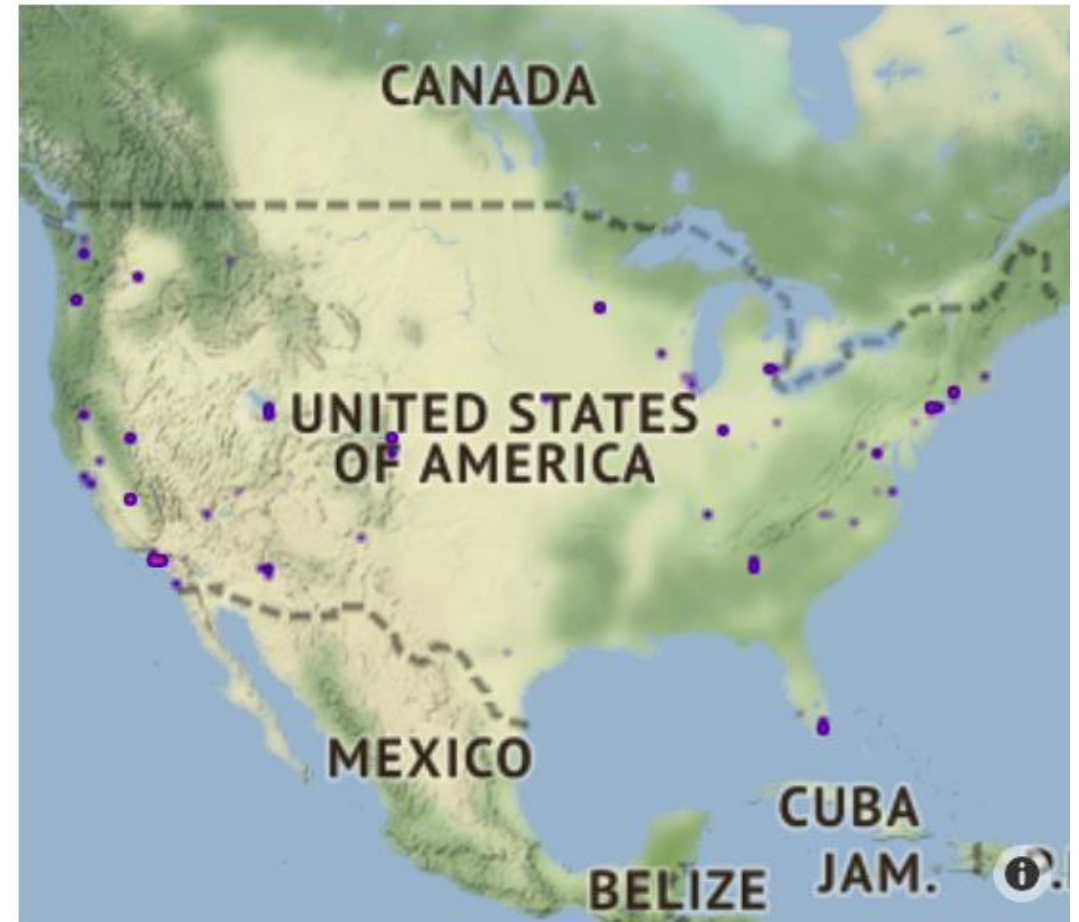 CANADA
UNITED STATES
OF AMERICA
MEXICO
CUBA
JAM.
BELIZE